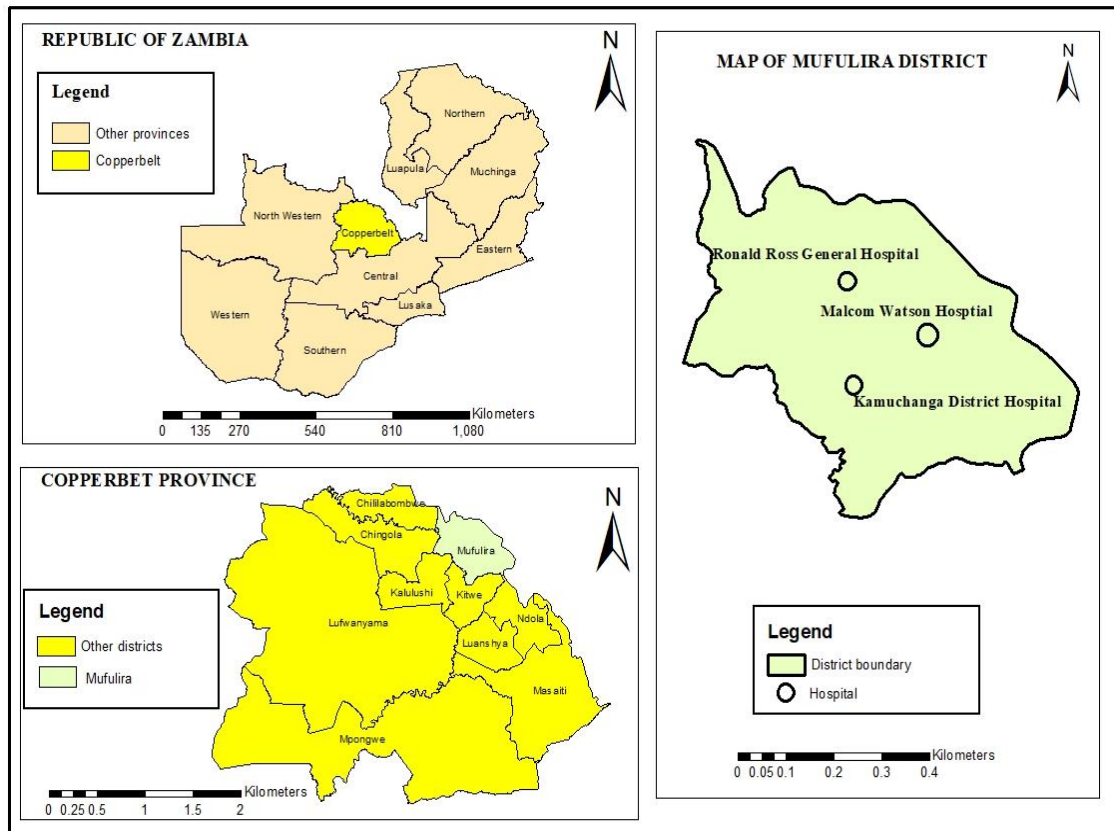 REPUBLIC OF ZAMBIA
N
Legend
Other provinces
Copperbelt
Northern
Luapula
Muchinga
North Western
Copperbelt
Eastern
Central
Lusaka
Western
Southern
Kilometers
0 135 270 540 810 1,080
COPPERBET PROVINCE
N
Chililabombwe
Chingola
Mufulira
Kalulushi
Kitwe
Ndola
Lufwanyama
Luanshya
Masaiti
Mpongwe
Legend
Other districts
Mufulira
Kilometers
0 0.25 0.5 1 1.5 2
MAP OF MUFULIRA DISTRICT
N
Ronald Ross General Hospital
Malcom Watson Hosptial
Kamuchanga District Hospital
Legend
District boundary
Hospital
Kilometers
0 0.05 0.1 0.2 0.3 0.4